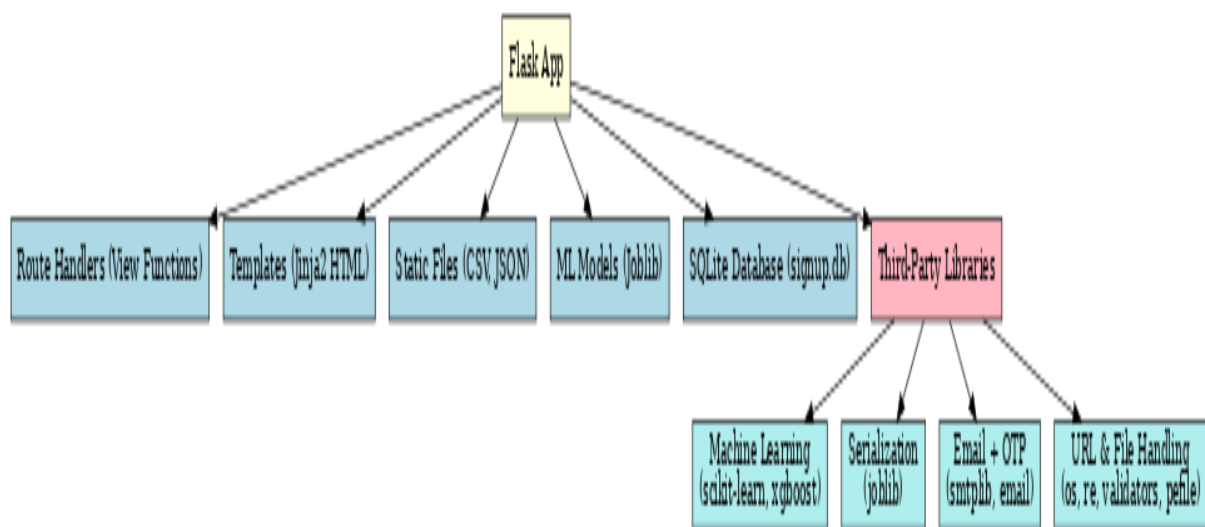 Flask App
Route Handlers (View Functions)
Templates (Jinja2 HTML)
Static Files (CSV, JSON)
ML Models (joblib)
SQLite Database (signup.db)
Third-Party Libraries
Machine Learning
(scikit-learn, xgboost)
Serialization
(joblib)
Email + OTP
(smtplib, email)
URL & File Handling
(os, re, validators, pefile)